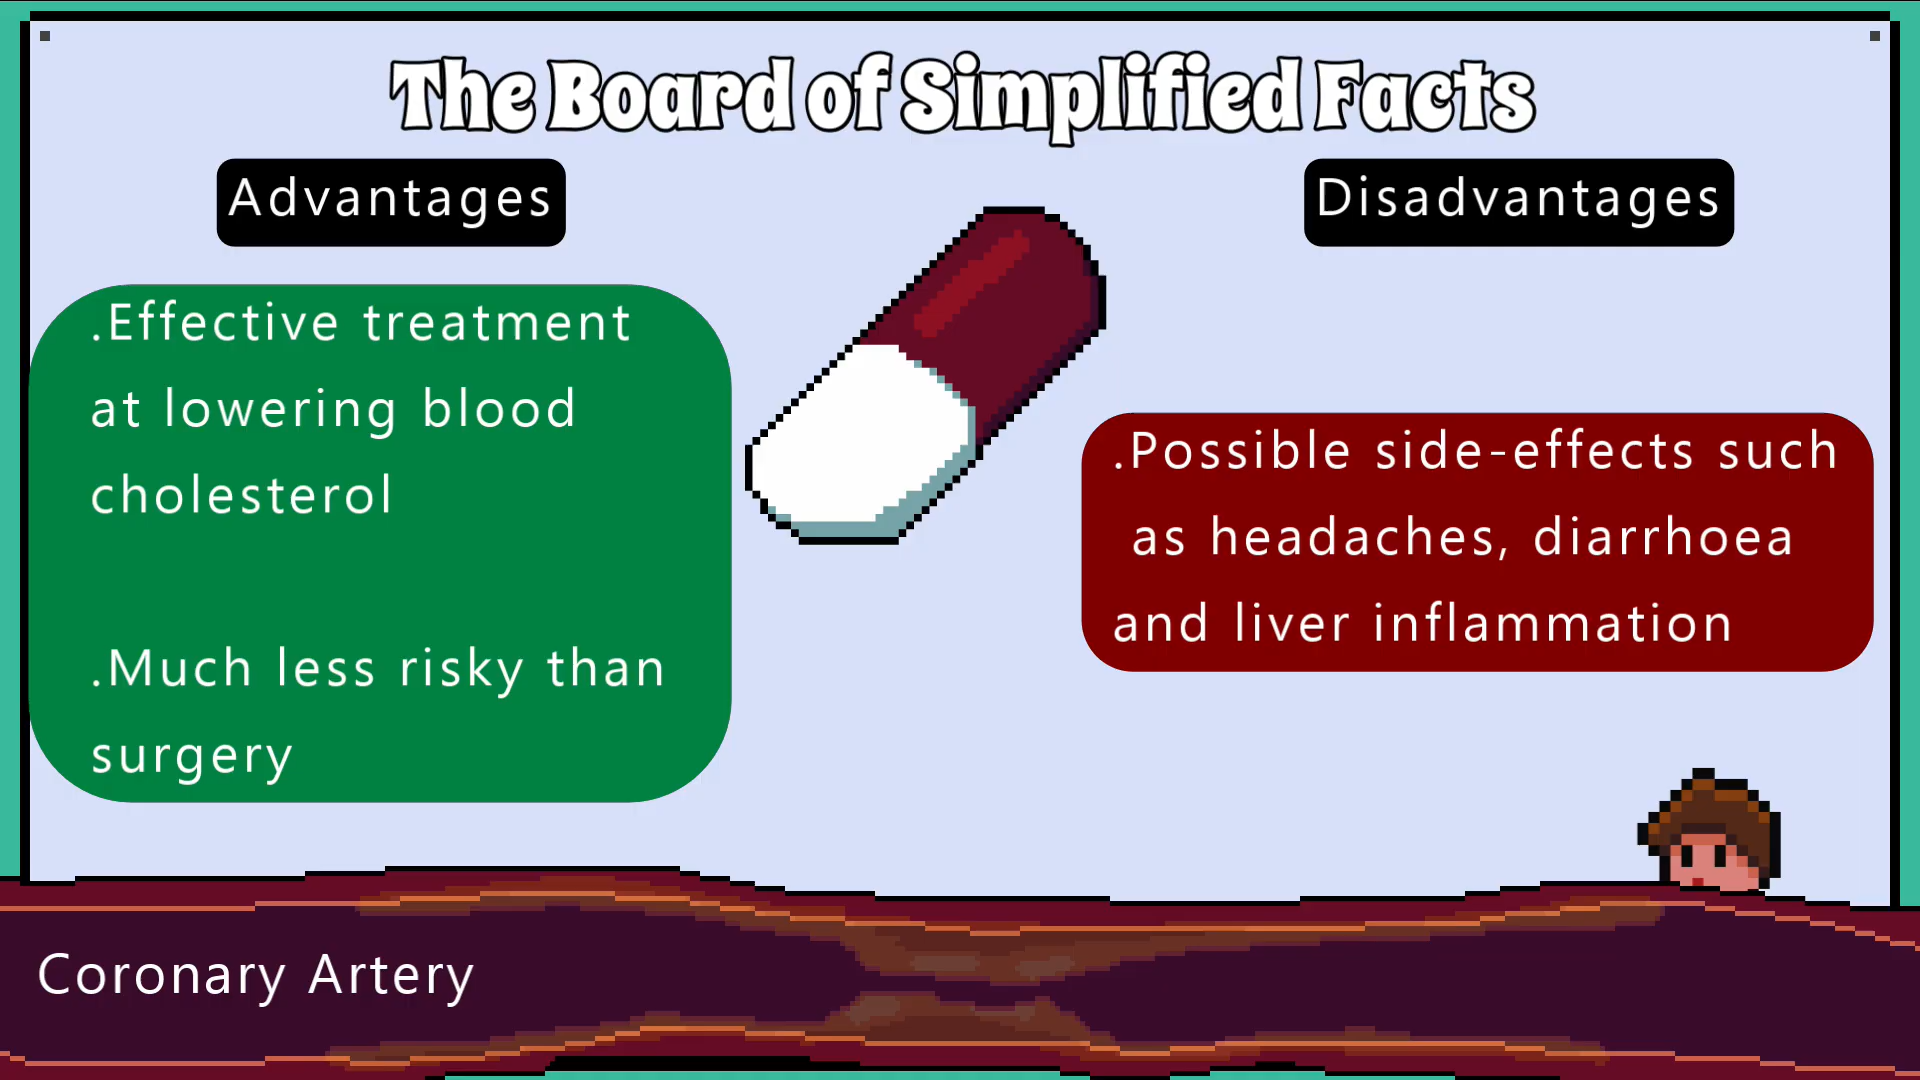 The Board of Simplified Facts
Advantages
Disadvantages
.Effective treatment
at lowering blood
cholesterol
.Much less risky than
surgery
.Possible side-effects such
as headaches, diarrhoea
and liver inflammation
Coronary Artery